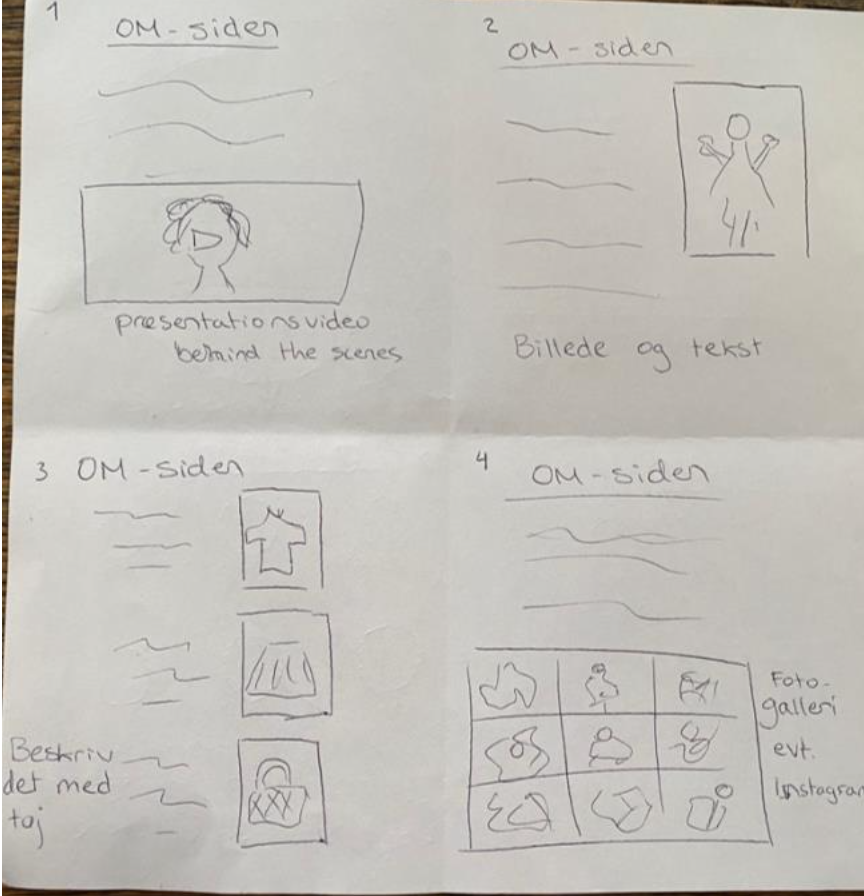 1
OM-siden
præsentationsvideo
behind the scenes
2
OM-siden
Billede og tekst
3 OM-siden
Beskriv
det med
tøj
4
OM-siden
Foto-
galleri
evt.
Instagram